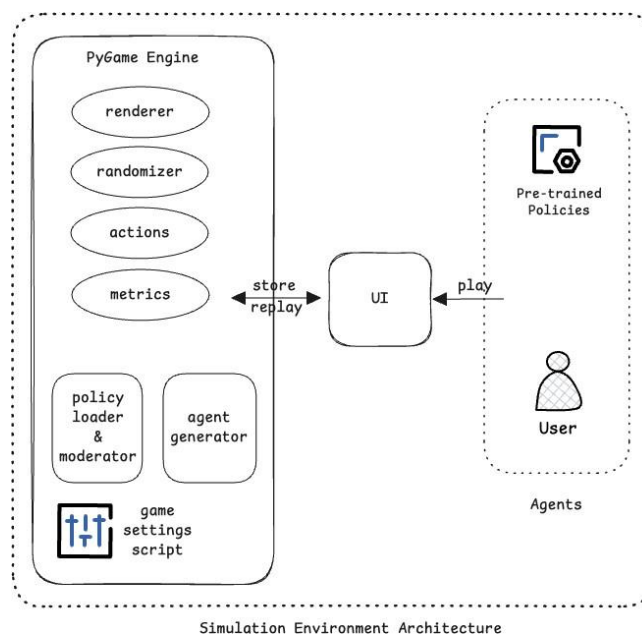 PyGame Engine
renderer
randomizer
actions
metrics
policy
loader
&
moderator
agent
generator
game
settings
script
store
replay
UI
play
Pre-trained
Policies
User
Agents
Simulation Environment Architecture